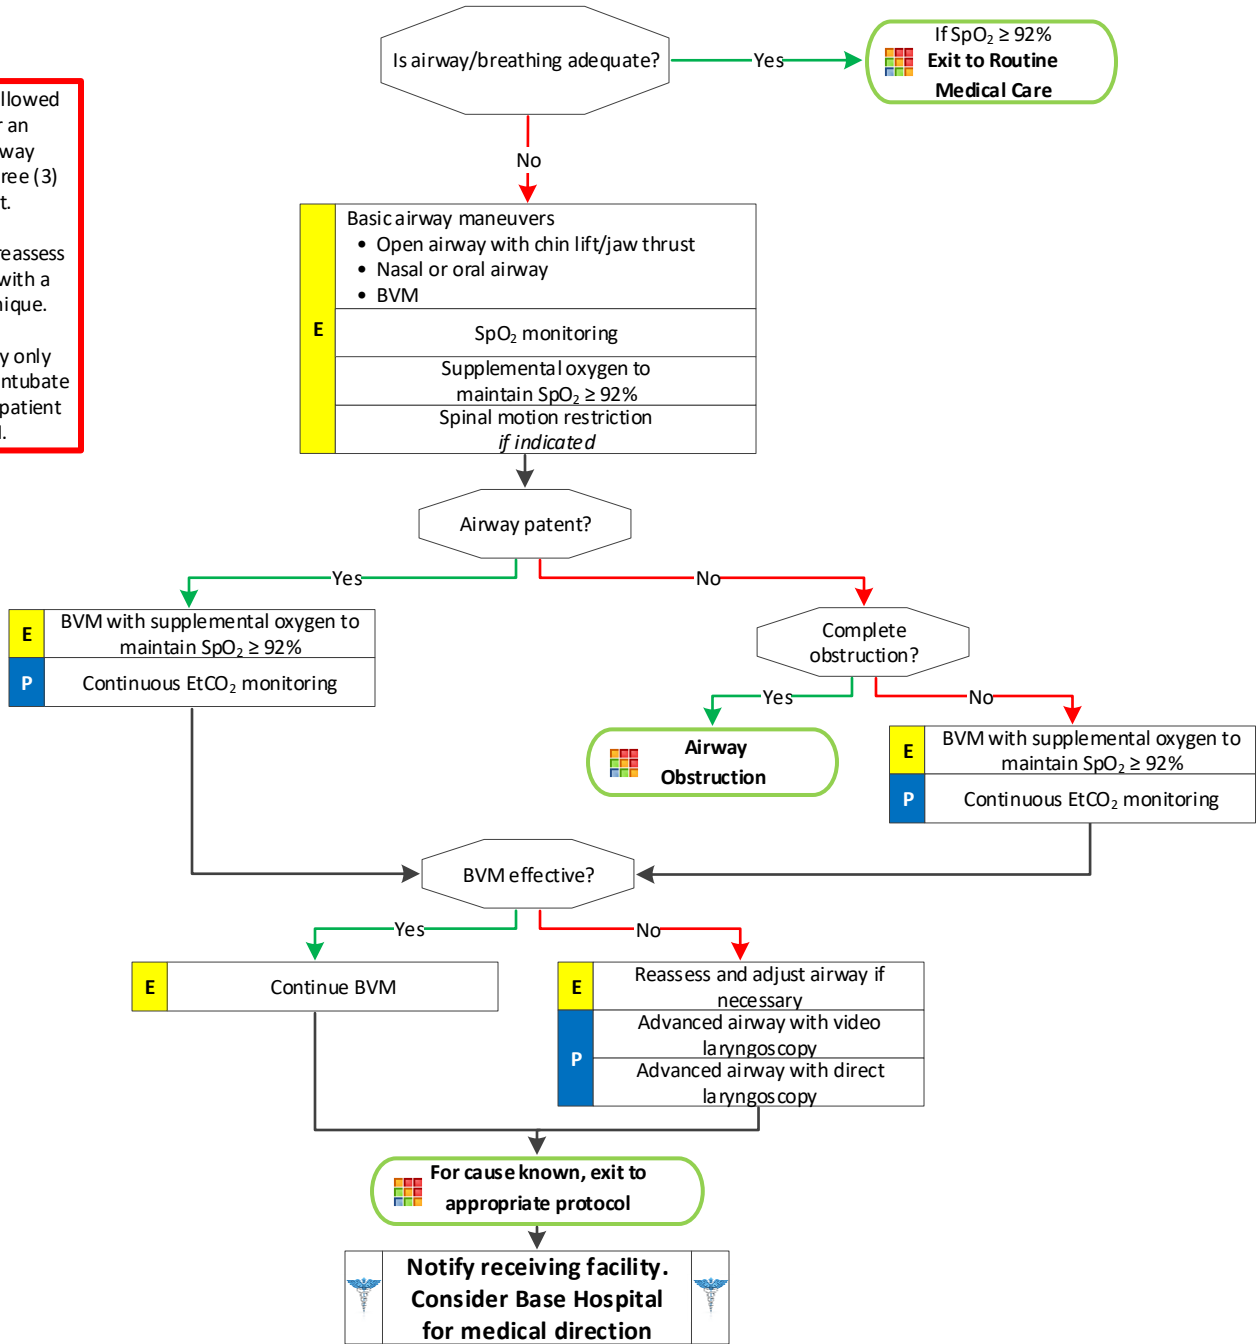 Is airway/breathing adequate?
Yes
If SpO₂ ≥ 92%
Exit to Routine
Medical Care
No
r an
way
ree (3)
t.
with a
nique.
y only
patient
Basic airway maneuvers
• Open airway with chin lift/jaw thrust
• Nasal or oral airway
• BVM
E
SpO₂ monitoring
Supplemental oxygen to
maintain SpO₂ ≥ 92%
Spinal motion restriction
if indicated
Airway patent?
Yes
No
E
BVM with supplemental oxygen to
maintain SpO₂ ≥ 92%
P
Continuous EtCO₂ monitoring
Complete
obstruction?
Yes
No
Airway
Obstruction
E
BVM with supplemental oxygen to
maintain SpO₂ ≥ 92%
P
Continuous EtCO₂ monitoring
BVM effective?
Yes
No
E
Continue BVM
E
Reassess and adjust airway if
necessary
P
Advanced airway with video
laryngoscopy
Advanced airway with direct
laryngoscopy
For cause known, exit to
appropriate protocol
Notify receiving facility.
Consider Base Hospital
for medical direction